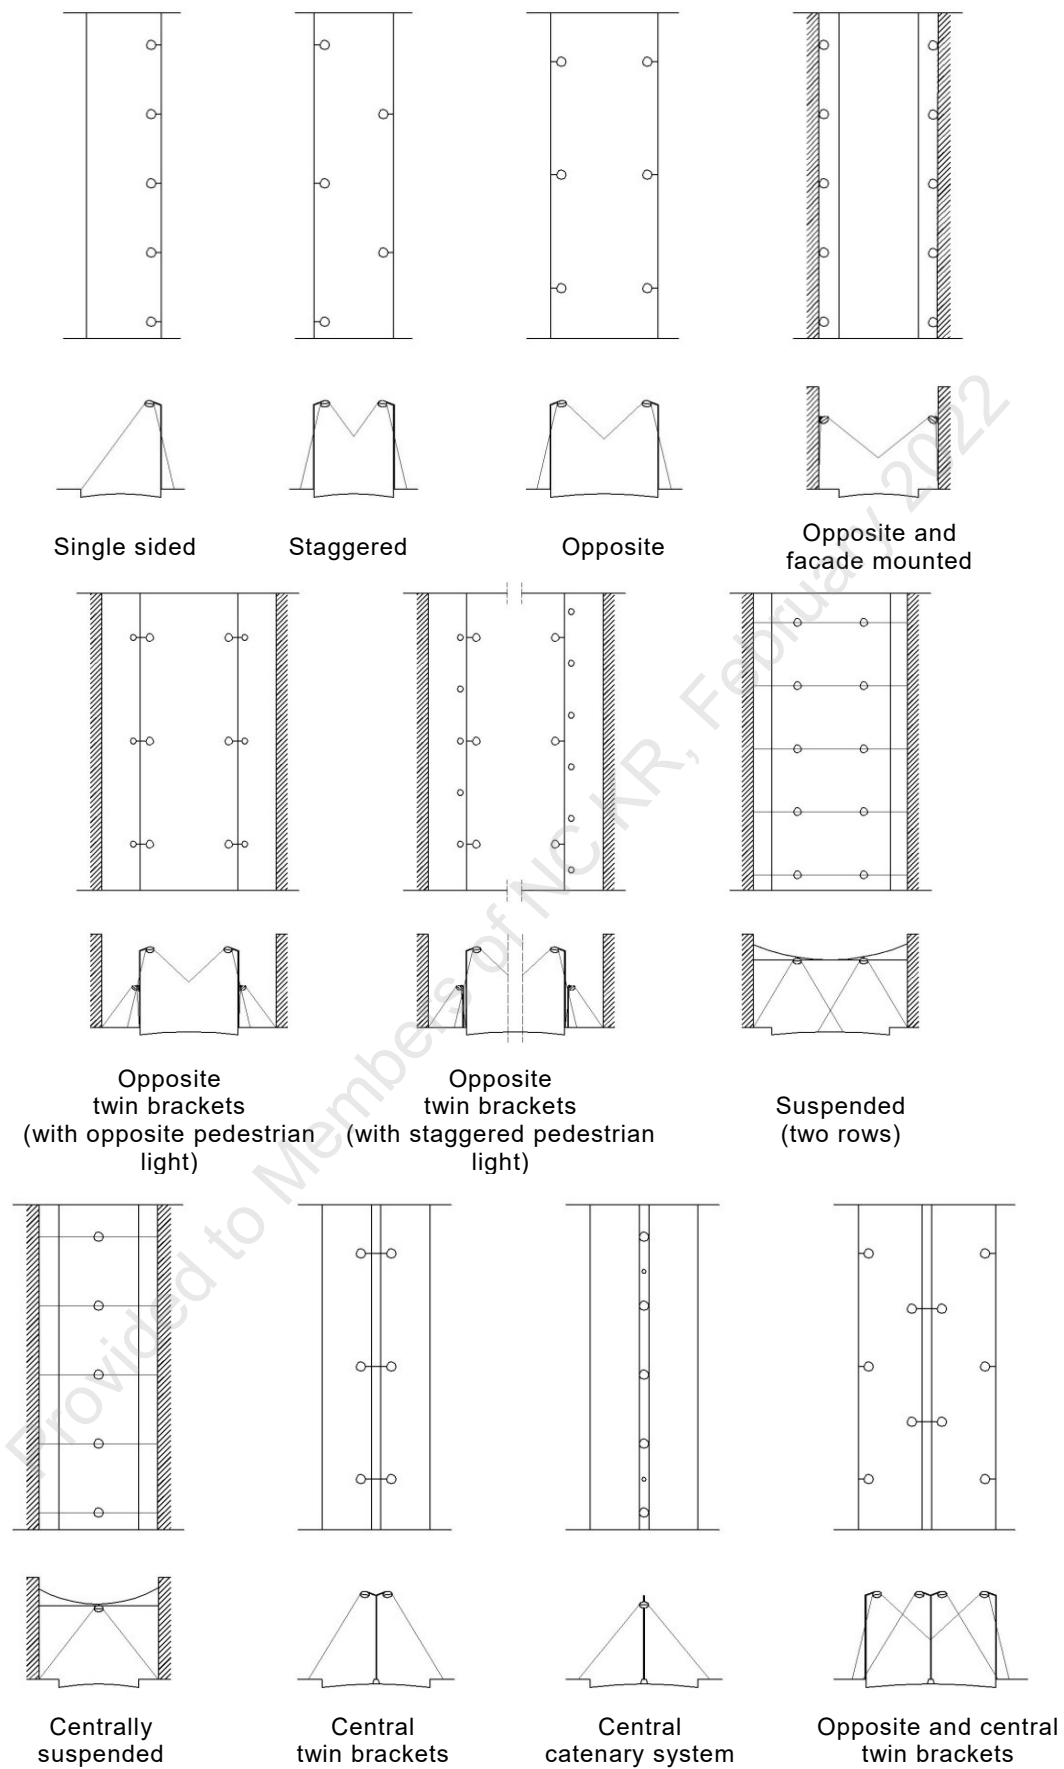 Single sided
Staggered
Opposite
Opposite and
facade mounted
Opposite
twin brackets
(with opposite pedestrian
light)
Opposite
twin brackets
(with staggered pedestrian
light)
Suspended
(two rows)
Centrally
suspended
Central
twin brackets
Central
catenary system
Opposite and central
twin brackets
Provided to Members of NC KR, February 2022